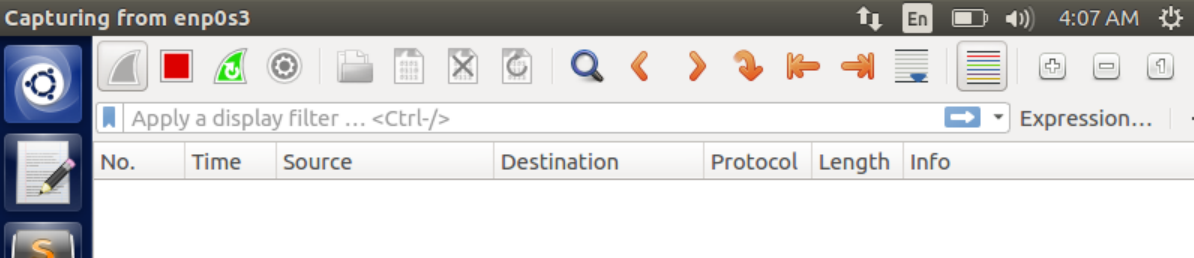 Capturing from enp0s3 En 4:07 AM
Apply a display filter … <Ctrl-/> Expression…
No. Time Source Destination Protocol Length Info